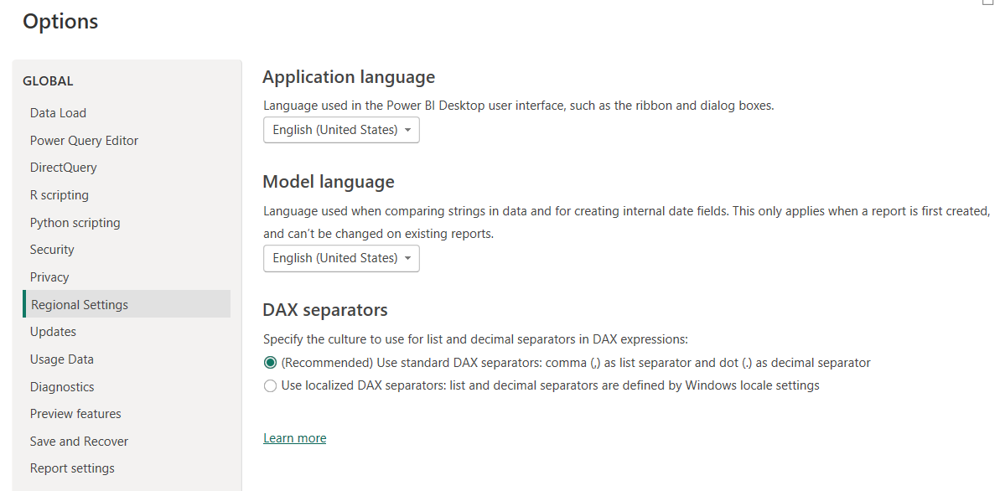 Options
GLOBAL
Data Load
Power Query Editor
DirectQuery
R scripting
Python scripting
Security
Privacy
Regional Settings
Updates
Usage Data
Diagnostics
Preview features
Save and Recover
Report settings
Application language
Language used in the Power BI Desktop user interface, such as the ribbon and dialog boxes.
English (United States)
Model language
Language used when comparing strings in data and for creating internal date fields. This only applies when a report is first created,
and can’t be changed on existing reports.
English (United States)
DAX separators
Specify the culture to use for list and decimal separators in DAX expressions:
(Recommended) Use standard DAX separators: comma (,) as list separator and dot (.) as decimal separator
Use localized DAX separators: list and decimal separators are defined by Windows locale settings
Learn more